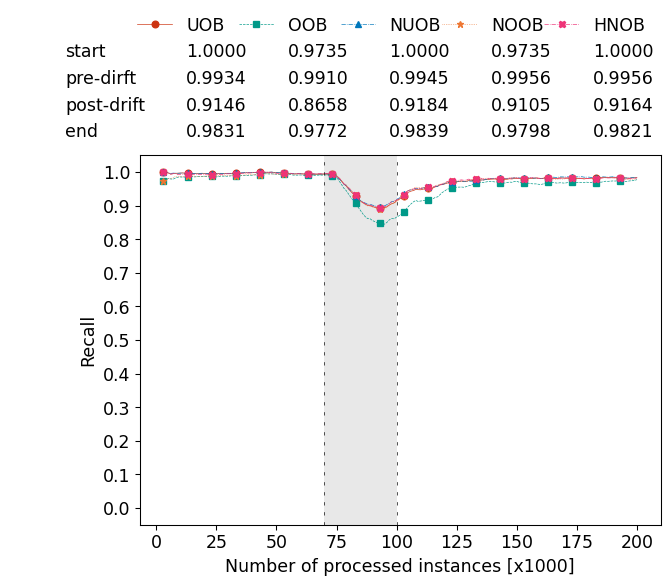 UOB OOB NUOB NOOB HNOB
start 1.0000 0.9735 1.0000 0.9735 1.0000
pre-dirft 0.9934 0.9910 0.9945 0.9956 0.9956
post-drift 0.9146 0.8658 0.9184 0.9105 0.9164
end 0.9831 0.9772 0.9839 0.9798 0.9821
1.0
0.9
0.8
0.7
0.6
0.5
0.4
0.3
0.2
0.1
0.0
Recall
0 25 50 75 100 125 150 175 200
Number of processed instances [x1000]